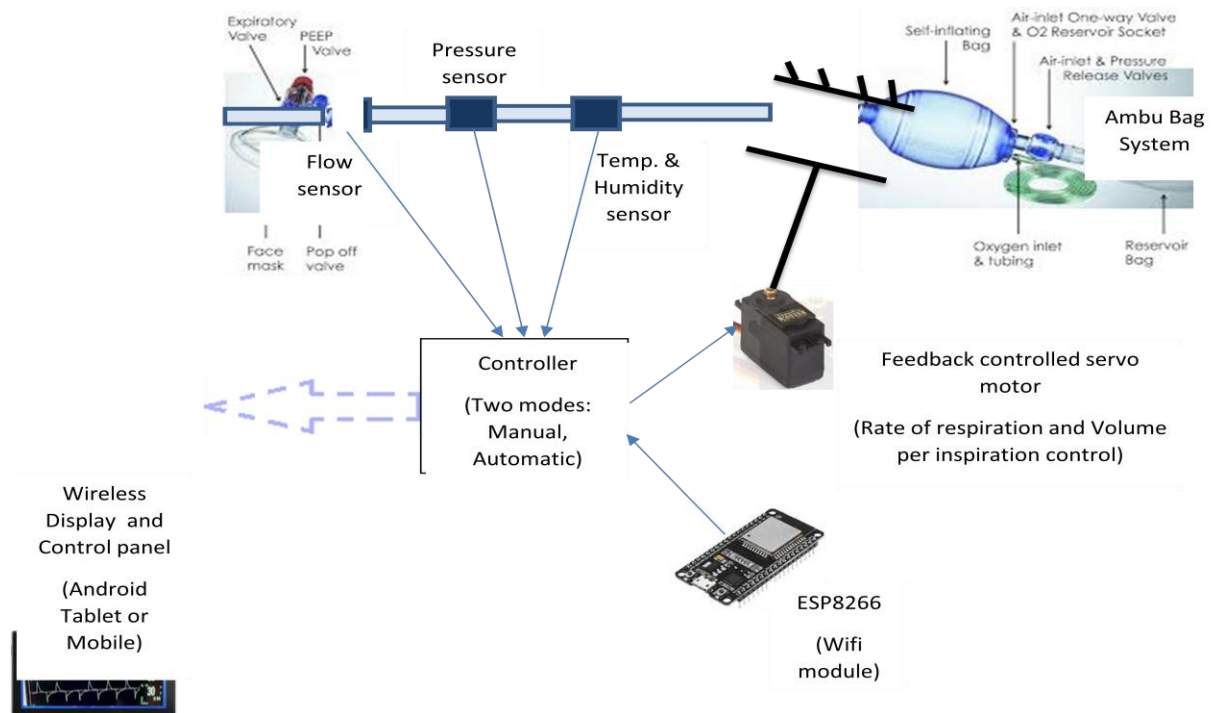 Expiratory
Valve
PEEP
Valve
Pressure
sensor
Self-inflating
Bag
Air-inlet One-way Valve
& O2 Reservoir Socket
Air-inlet & Pressure
Release Valves
Ambu Bag
System
Flow
sensor
Temp. &
Humidity
sensor
Face
mask
Pop off
valve
Oxygen inlet
& tubing
Reservoir
Bag
Controller
(Two modes:
Manual,
Automatic)
Feedback controlled servo
motor
(Rate of respiration and Volume
per inspiration control)
Wireless
Display and
Control panel
(Android
Tablet or
Mobile)
ESP8266
(Wifi
module)
30